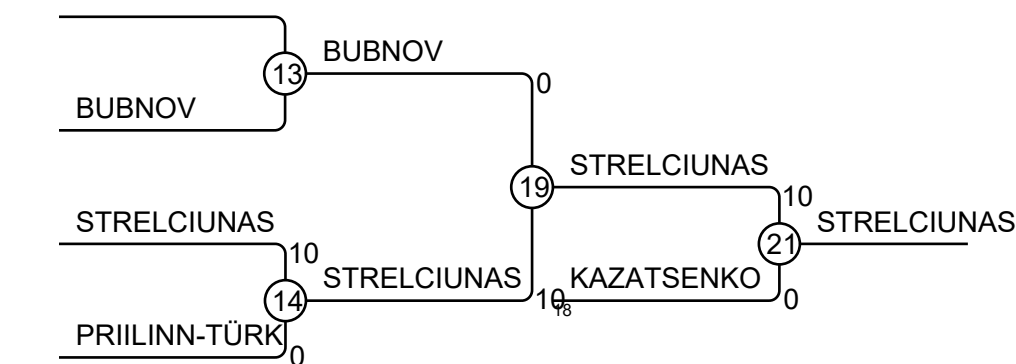 BUBNOV
13
0
BUBNOV
STRELCIUNAS
19
10
STRELCIUNAS
STRELCIUNAS
21
10
STRELCIUNAS
KAZATSENKO
14
10
18
0
PRIILINN-TÜRK
0